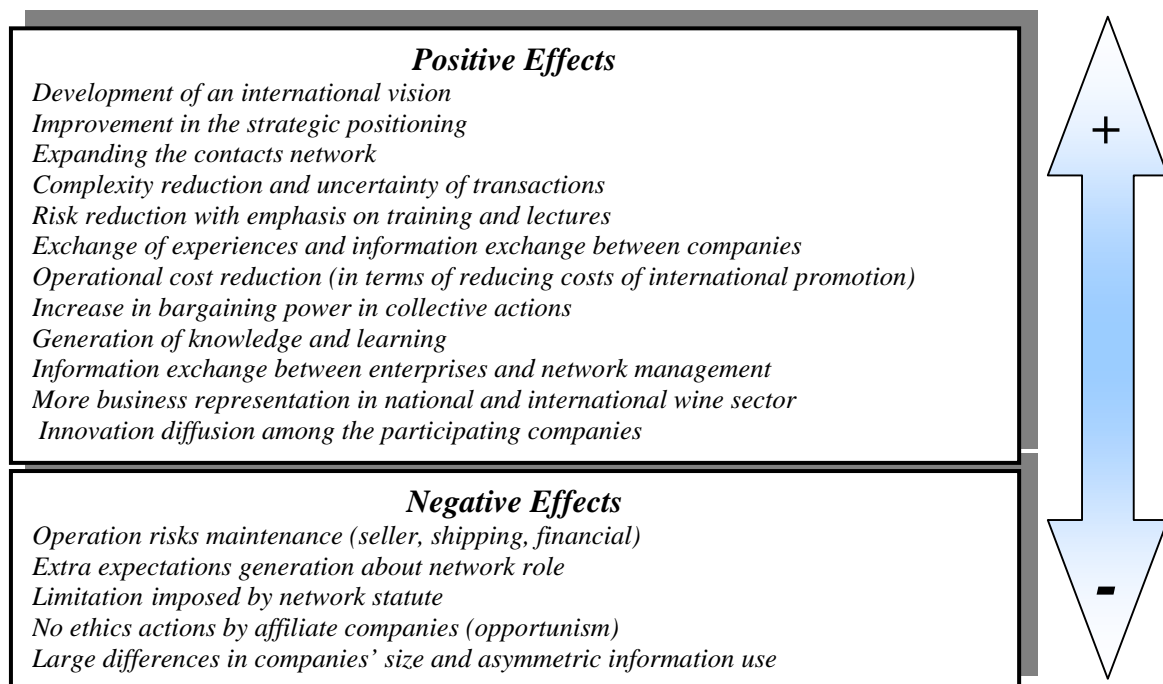 Positive Effects
Development of an international vision
Improvement in the strategic positioning
Expanding the contacts network
Complexity reduction and uncertainty of transactions
Risk reduction with emphasis on training and lectures
Exchange of experiences and information exchange between companies
Operational cost reduction (in terms of reducing costs of international promotion)
Increase in bargaining power in collective actions
Generation of knowledge and learning
Information exchange between enterprises and network management
More business representation in national and international wine sector
Innovation diffusion among the participating companies
+
Negative Effects
Operation risks maintenance (seller, shipping, financial)
Extra expectations generation about network role
Limitation imposed by network statute
No ethics actions by affiliate companies (opportunism)
Large differences in companies’ size and asymmetric information use
-